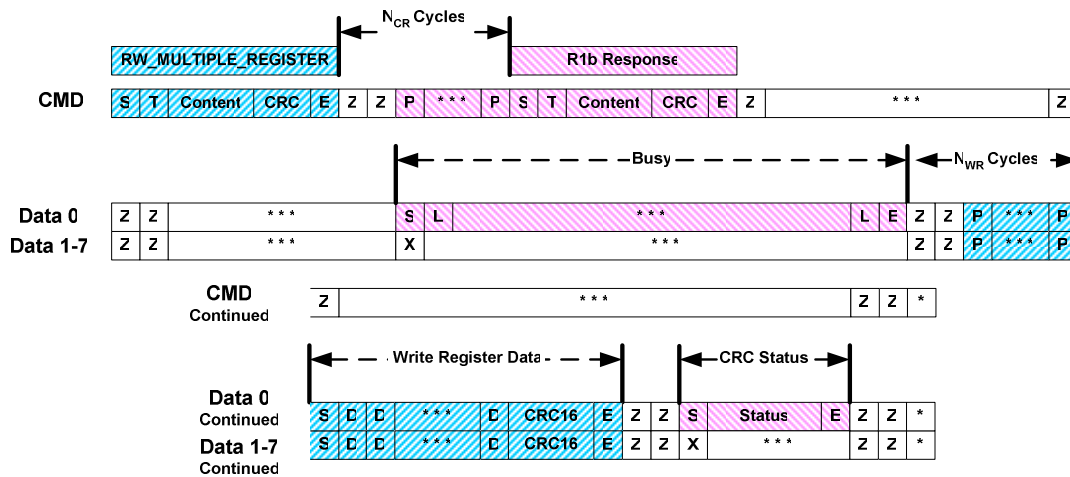 N_CR Cycles
RW_MULTIPLE_REGISTER R1b Response
CMD S T Content CRC E Z Z P * * * P S T Content CRC E Z * * * Z
Busy N_WR Cycles
Data 0 Z Z * * * S L * * * L E Z Z P * * * P
Data 1-7 Z Z * * * X * * * Z Z P * * * P
CMD Z * * * Z Z *
Continued
Write Register Data CRC Status
Data 0
Continued S D D * * * D CRC16 E Z Z S Status E Z Z *
Data 1-7 S D D * * * D CRC16 E Z Z X * * * Z Z *
Continued